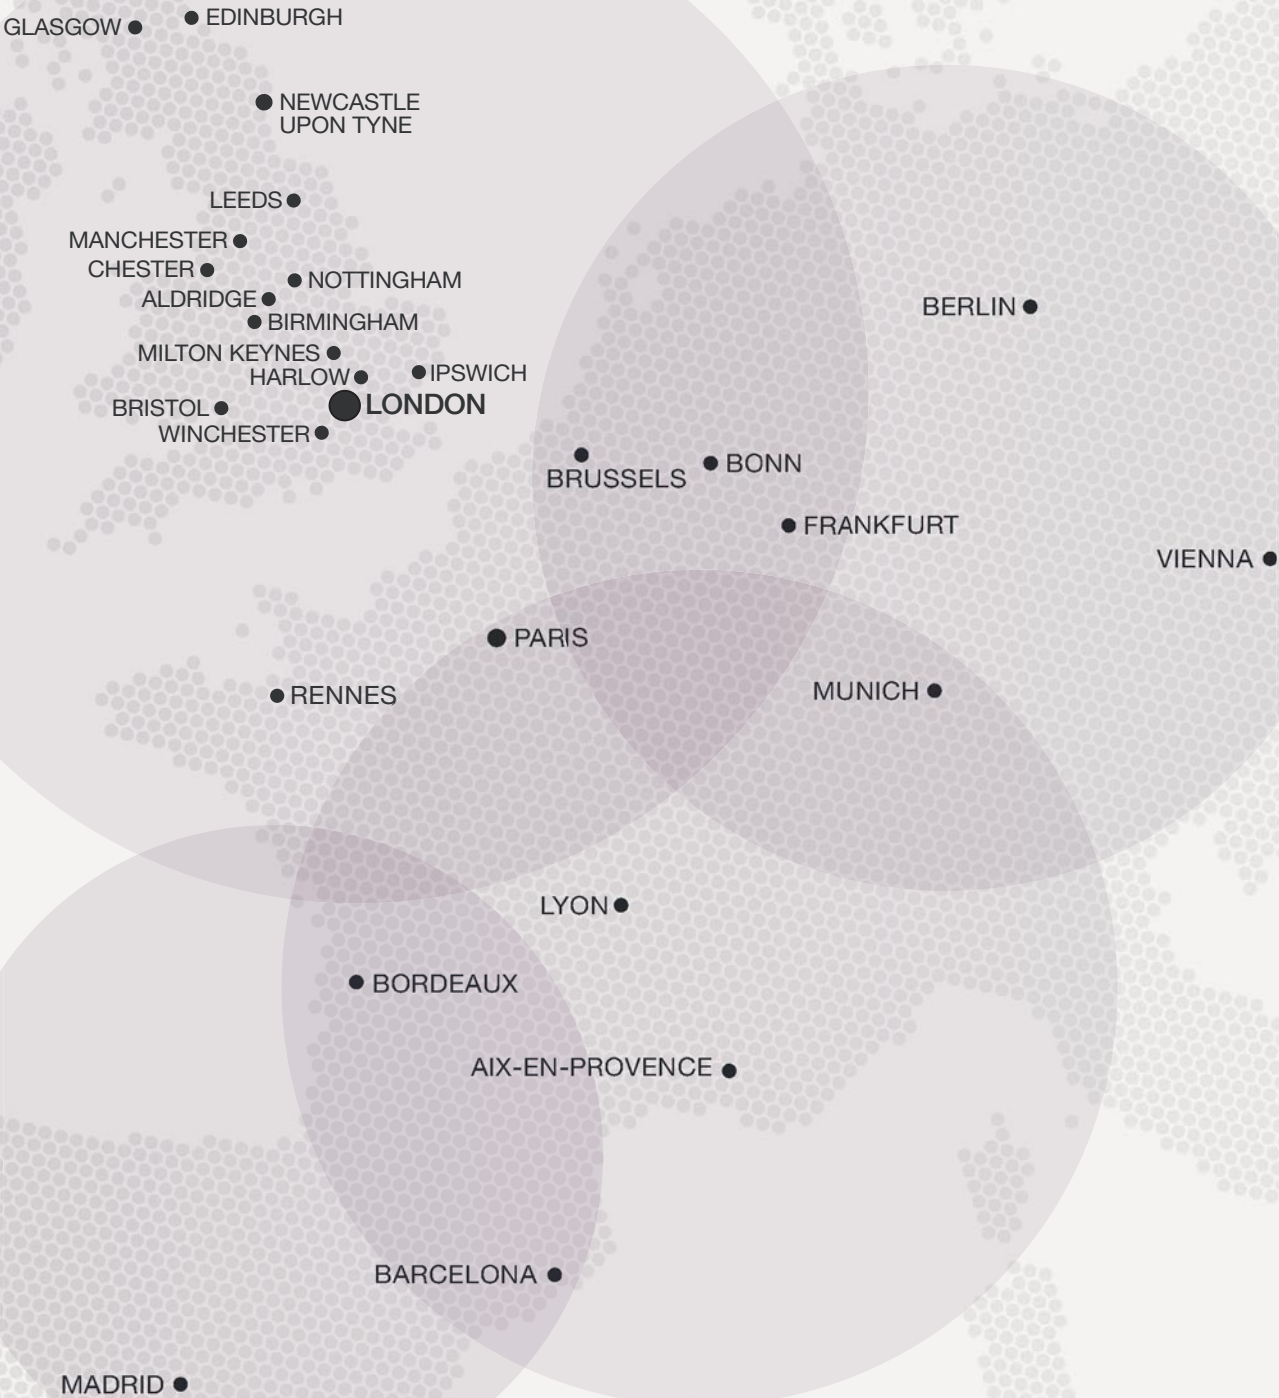 GLASGOW
EDINBURGH
NEWCASTLE
UPON TYNE
LEEDS
MANCHESTER
CHESTER
NOTTINGHAM
ALDRIDGE
BERLIN
BIRMINGHAM
MILTON KEYNES
IPSWICH
HARLOW
LONDON
BRISTOL
WINCHESTER
BONN
BRUSSELS
FRANKFURT
VIENNA
PARIS
MUNICH
RENNES
LYON
BORDEAUX
AIX-EN-PROVENCE
BARCELONA
MADRID